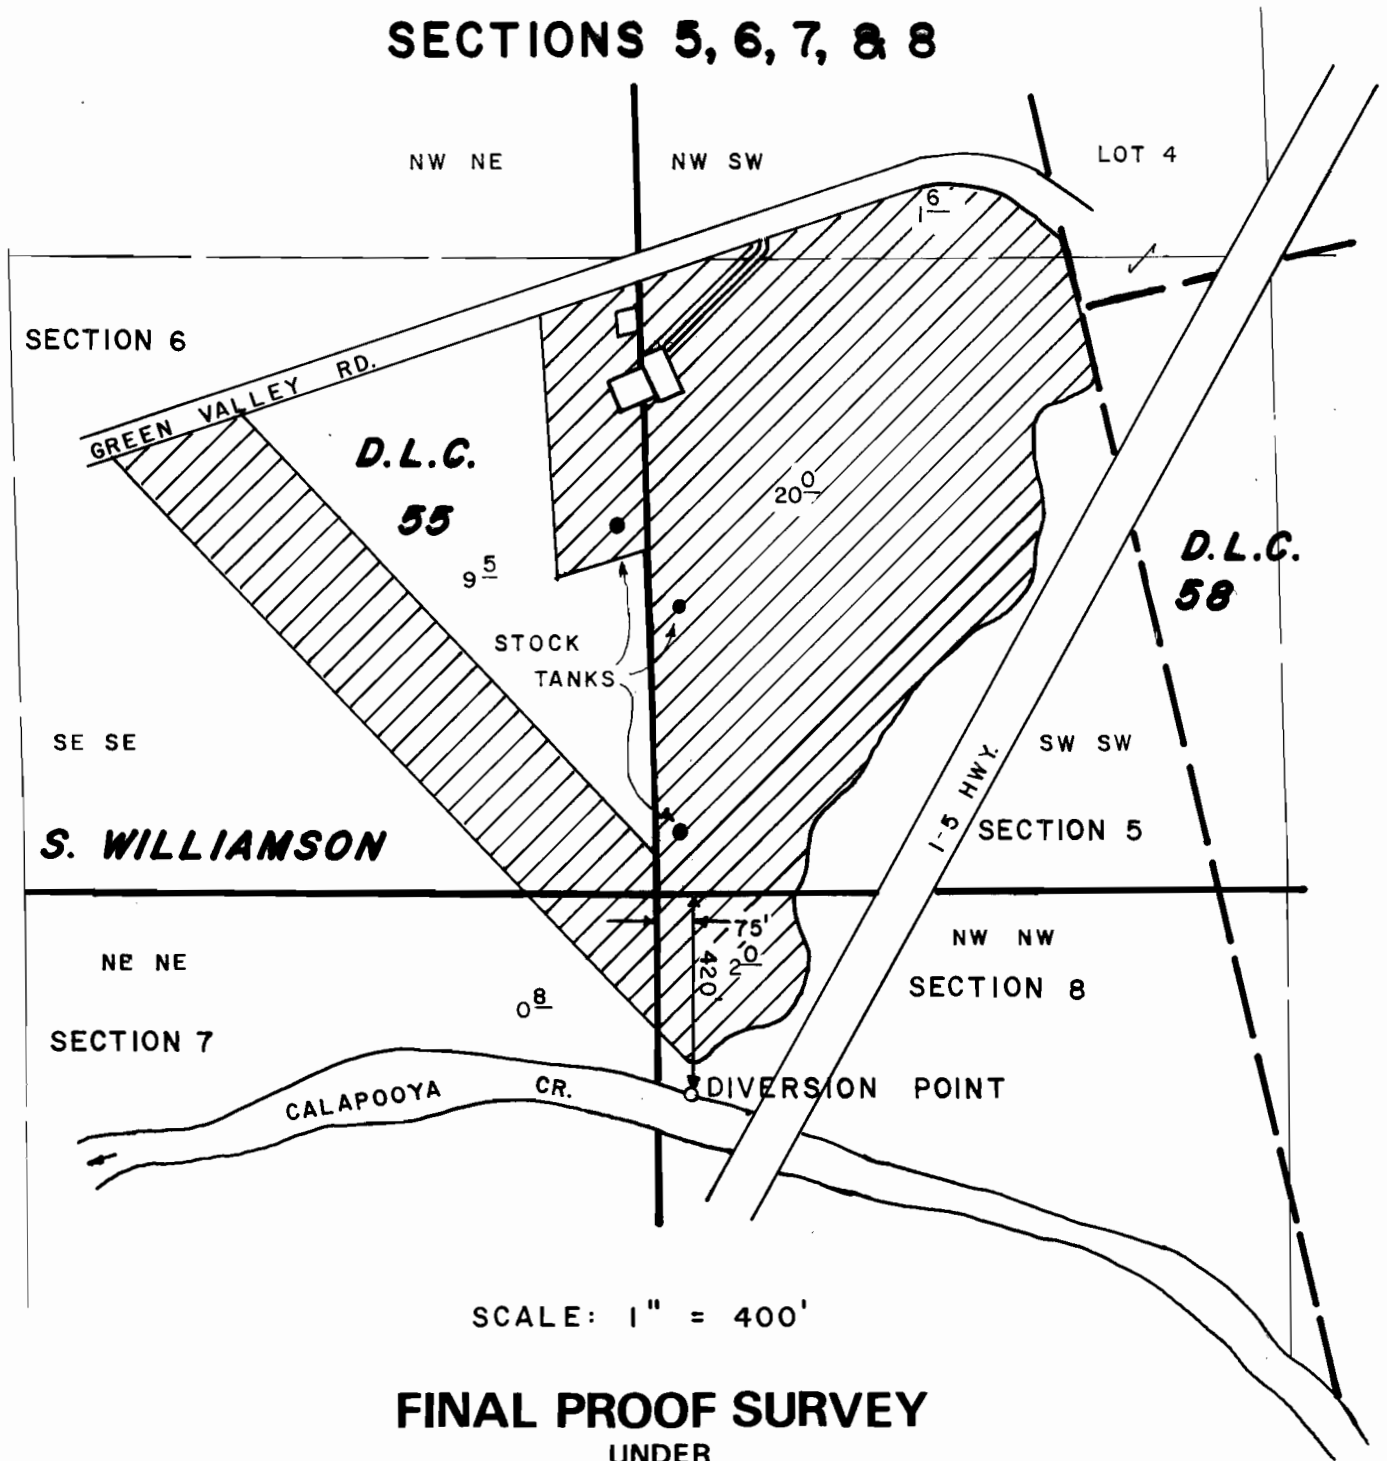 SECTIONS 5, 6, 7, & 8
NW NE
NW SW
LOT 4
1 6
SECTION 6
GREEN VALLEY RD.
D.L.C.
55
20 0
D.L.C.
58
9 5
STOCK
TANKS
SE SE
SW SW
I-5 HWY.
SECTION 5
S. WILLIAMSON
75'
420'
2 0
NE NE
NW NW
SECTION 8
0 8
SECTION 7
CALAPOOYA CR.
DIVERSION POINT
SCALE: 1" = 400'
FINAL PROOF SURVEY
UNDER